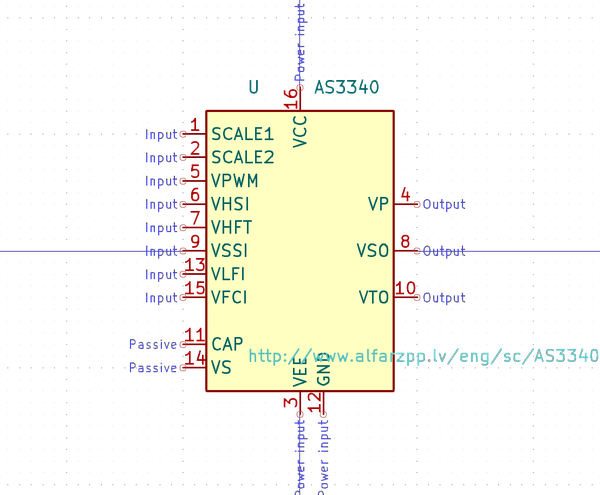 Power input
U AS3340
16
VCC
Input 1 SCALE1
Input 2 SCALE2
Input 5 VPWM
Input 6 VHSI VP 4 Output
Input 7 VHFT
Input 9 VSSI VSO 8 Output
Input 13 VLFI
Input 15 VFCI VTO 10 Output
Passive 11 CAP
http://www.alfarzpp.lv/eng/sc/AS3340
Passive 14 VS
VEE GND
3 12
Power input Power input